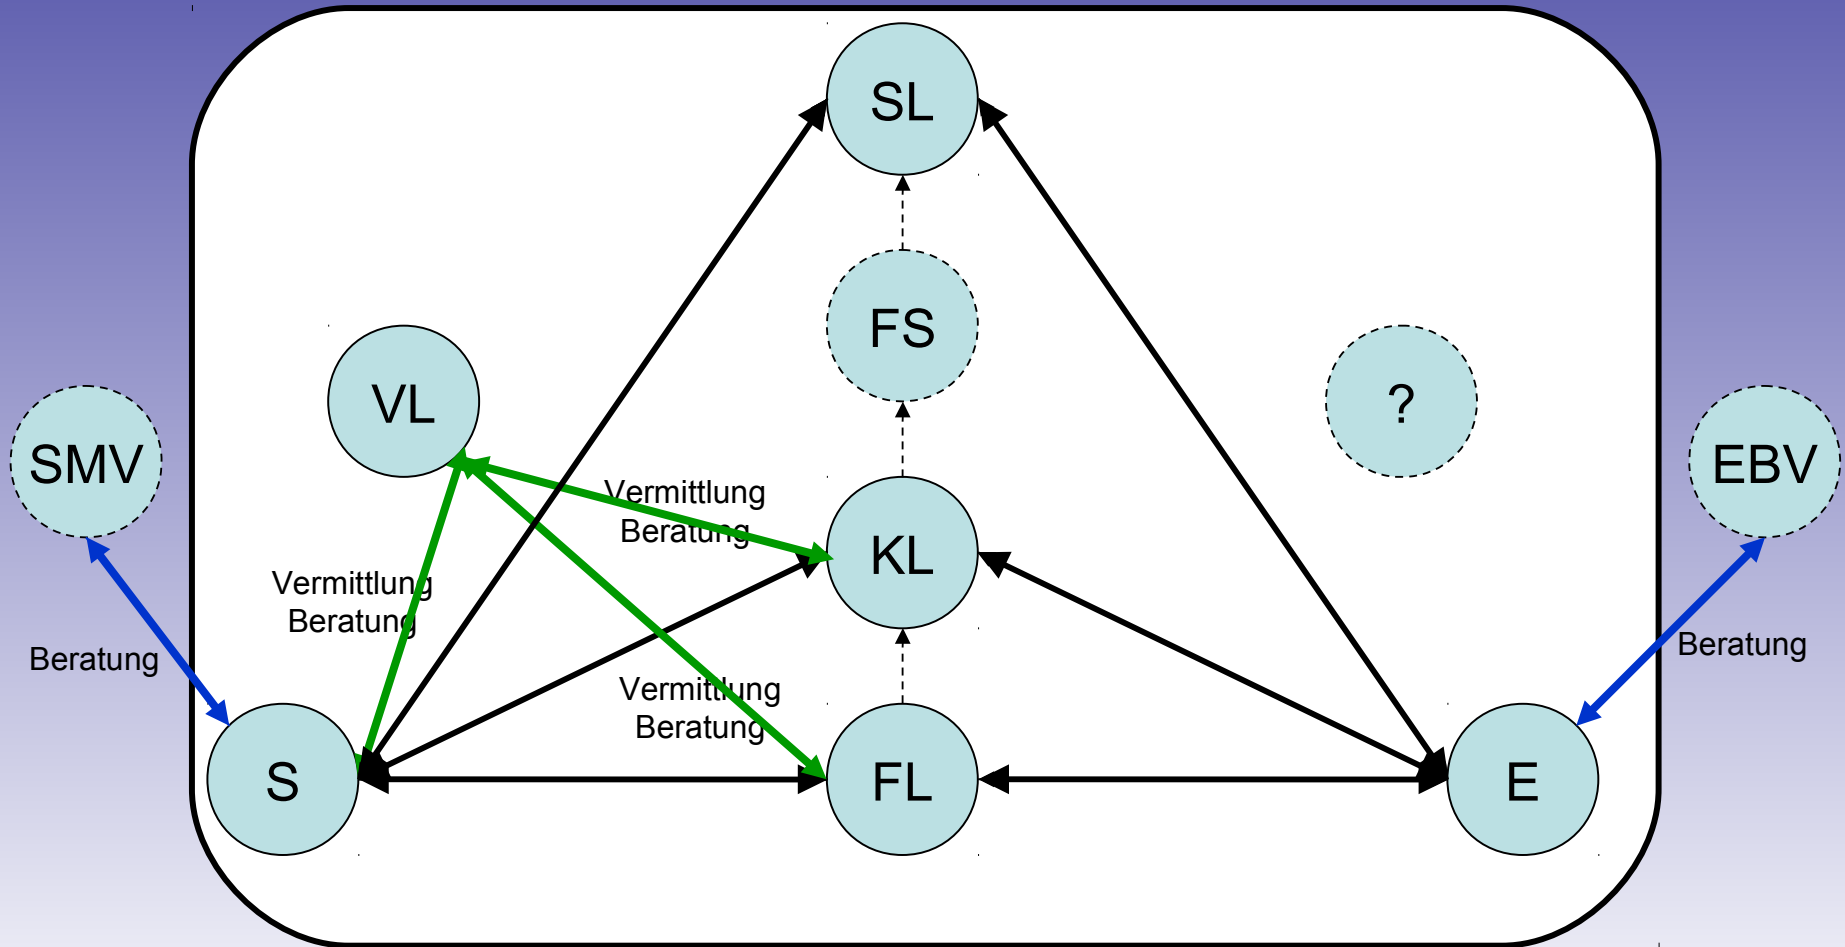 SL
FS
VL
?
SMV
EBV
Vermittlung
Beratung
KL
Vermittlung
Beratung
Beratung
Beratung
Vermittlung
Beratung
S
FL
E